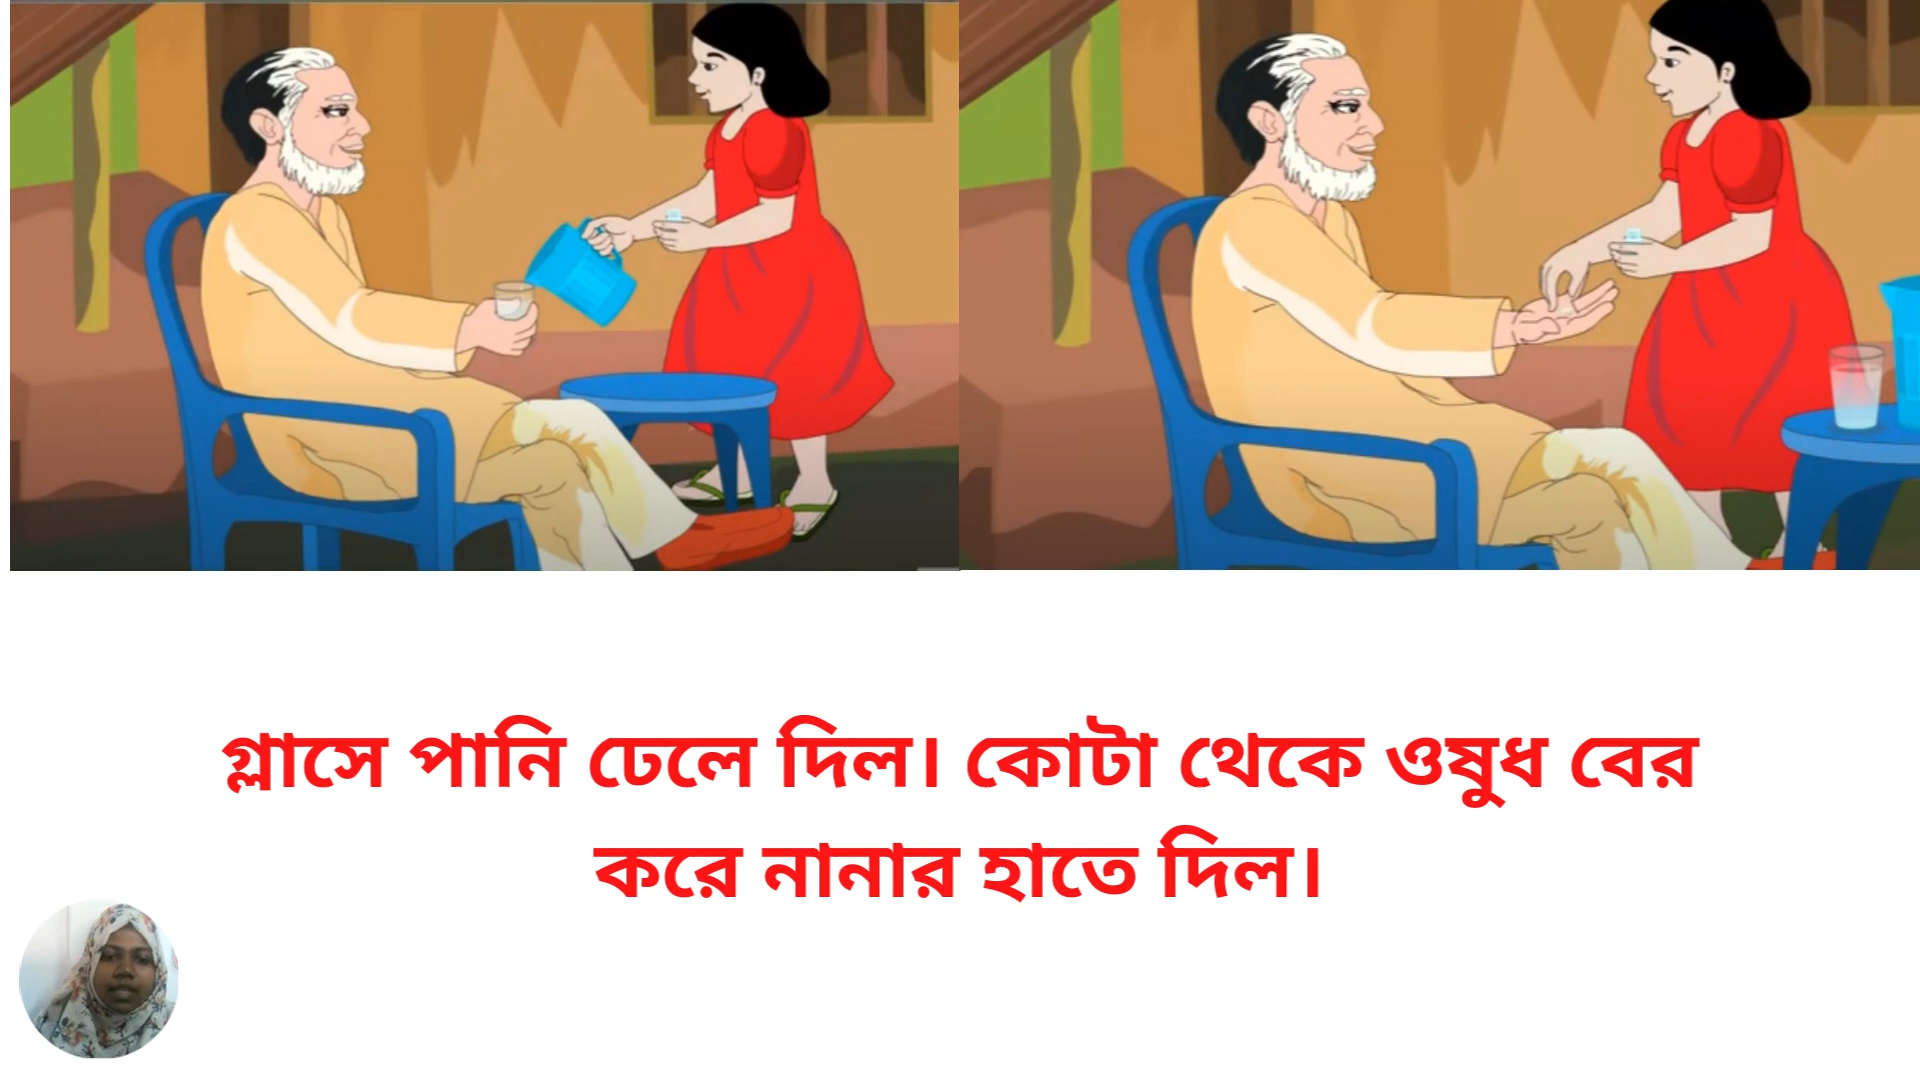 গ্লাসে পানি ঢেলে দিল। কোটা থেকে ওষুধ বের
করে নানার হাতে দিল।